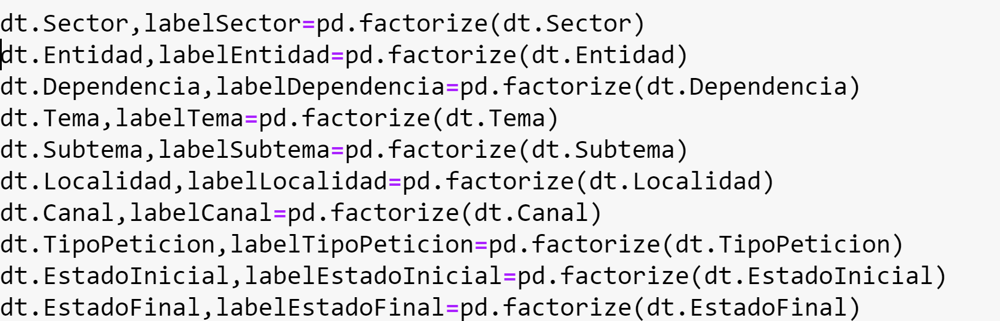 dt.Sector,labelSector=pd.factorize(dt.Sector)
dt.Entidad,labelEntidad=pd.factorize(dt.Entidad)
dt.Dependencia,labelDependencia=pd.factorize(dt.Dependencia)
dt.Tema,labelTema=pd.factorize(dt.Tema)
dt.Subtema,labelSubtema=pd.factorize(dt.Subtema)
dt.Localidad,labelLocalidad=pd.factorize(dt.Localidad)
dt.Canal,labelCanal=pd.factorize(dt.Canal)
dt.TipoPeticion,labelTipoPeticion=pd.factorize(dt.TipoPeticion)
dt.EstadoInicial,labelEstadoInicial=pd.factorize(dt.EstadoInicial)
dt.EstadoFinal,labelEstadoFinal=pd.factorize(dt.EstadoFinal)